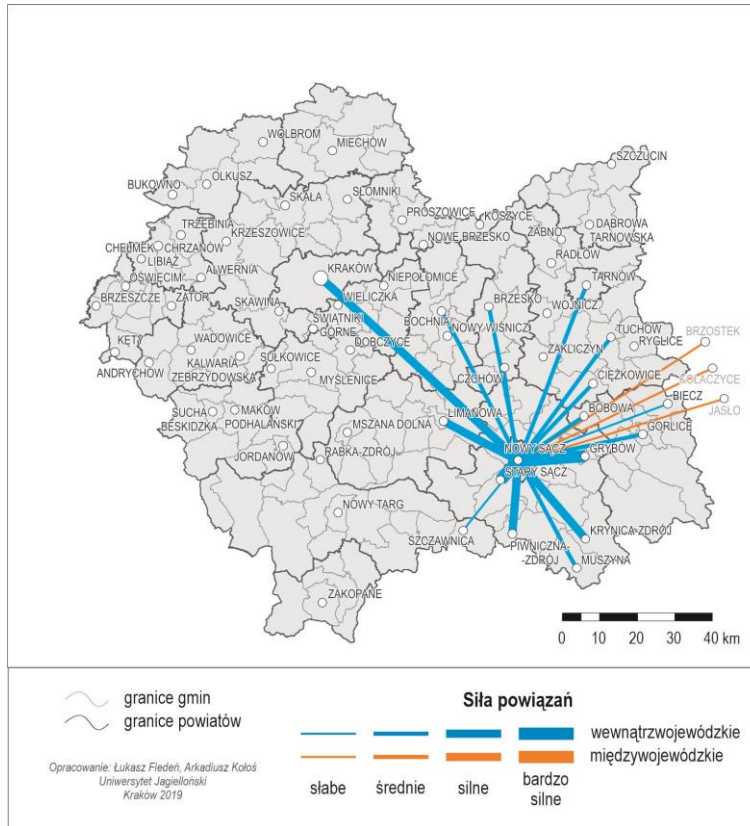 WOLBROM
MIECHÓW
SZCZUCIN
BUKOWNO
OLKUSZ
SKAŁA
SŁOMNIKI
PROSZOWICE
KOSZYCE
DĄBROWA
TARNOWSKA
TRZEBINIA
KRZESZOWICE
NOWE BRZESKO
ŻABNO
CHEŁMEK
CHRZANÓW
LIBIĄŻ
RADŁÓW
OŚWIĘCIM
ALWERNIA
KRAKÓW
NIEPOŁOMICE
TARNÓW
BRZESZCZE
ZATOR
SKAWINA
WIELICZKA
BRZESKO
WOJNICZ
ŚWIĄTNIKI
GÓRNE
BOCHNIA
NOWY WIŚNICZ
TUCHÓW
BRZOSTEK
KĘTY
WADOWICE
DOBCZYCE
RYGLICE
ANDRYCHÓW
KALWARIA
ZEBRZYDOWSKA
SUŁKOWICE
MYŚLENICE
ZAKLICZYN
CZCHÓW
CIĘŻKOWICE
KOŁACZYCE
BIECZ
JASŁO
SUCHA
BESKIDZKA
MAKÓW
PODHALAŃSKI
LIMANOWA
BOBOWA
MSZANA DOLNA
GORLICE
JORDANÓW
RABKA-ZDRÓJ
NOWY SĄCZ
GRYBÓW
STARY SĄCZ
NOWY TARG
SZCZAWNICA
PIWNICZNA-
-ZDRÓJ
KRYNICA-ZDRÓJ
MUSZYNA
ZAKOPANE
0 10 20 30 40 km
granice gmin
granice powiatów
Siła powiązań
wewnątrzwojewódzkie
międzywojewódzkie
słabe
średnie
silne
bardzo
silne
Opracowanie: Łukasz Fiedeń, Arkadiusz Kołoś
Uniwersytet Jagielloński
Kraków 2019